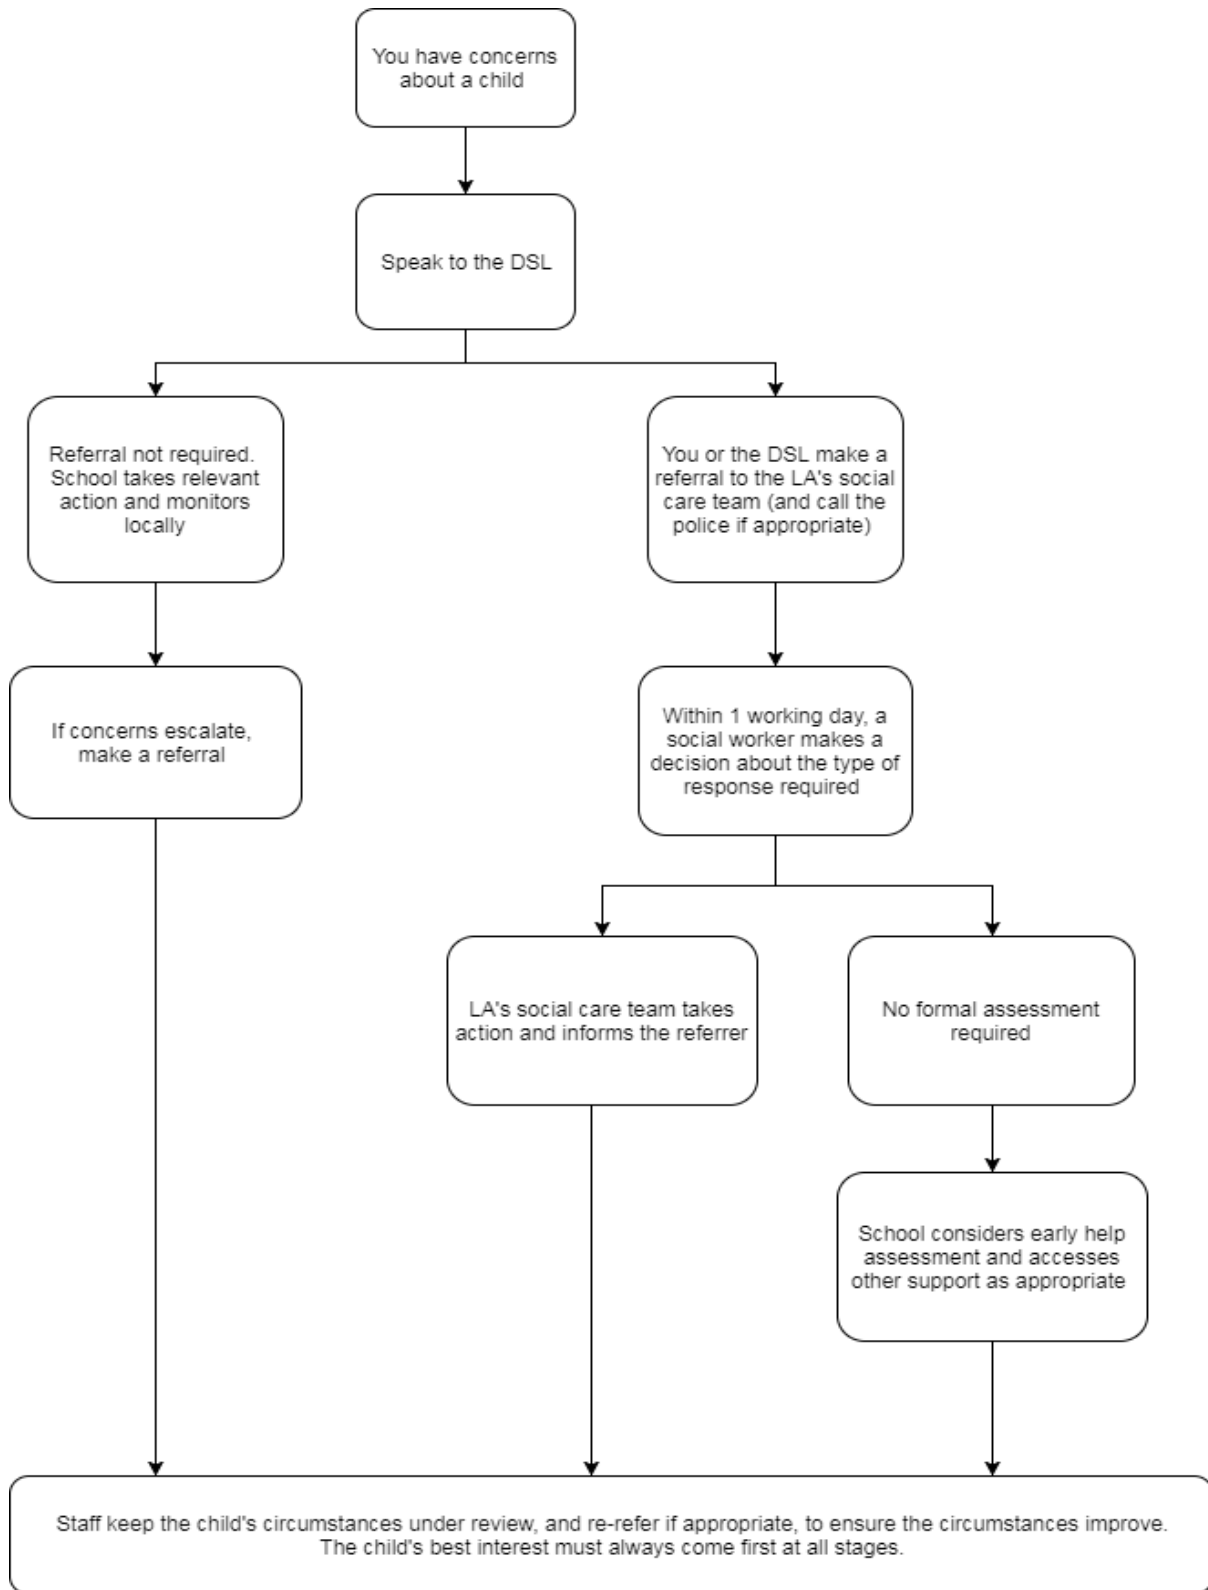 You have concerns
about a child
Speak to the DSL
Referral not required.
School takes relevant
action and monitors
locally
You or the DSL make a
referral to the LA's social
care team (and call the
police if appropriate)
If concerns escalate,
make a referral
Within 1 working day, a
social worker makes a
decision about the type of
response required
LA's social care team takes
action and informs the referrer
No formal assessment
required
School considers early help
assessment and accesses
other support as appropriate
Staff keep the child's circumstances under review, and re-refer if appropriate, to ensure the circumstances improve.
The child's best interest must always come first at all stages.